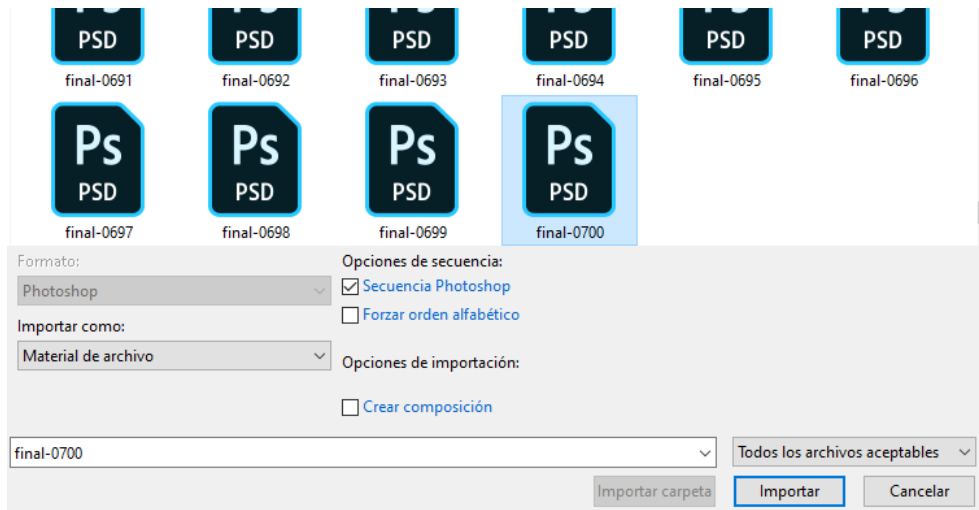 PSD PSD PSD PSD PSD PSD
final-0691 final-0692 final-0693 final-0694 final-0695 final-0696
Ps Ps Ps Ps
PSD PSD PSD PSD
final-0697 final-0698 final-0699 final-0700
Formato:
Photoshop
Importar como:
Material de archivo
Opciones de secuencia:
Secuencia Photoshop
Forzar orden alfabético
Opciones de importación:
Crear composición
final-0700
Todos los archivos aceptables
Importar carpeta
Importar
Cancelar